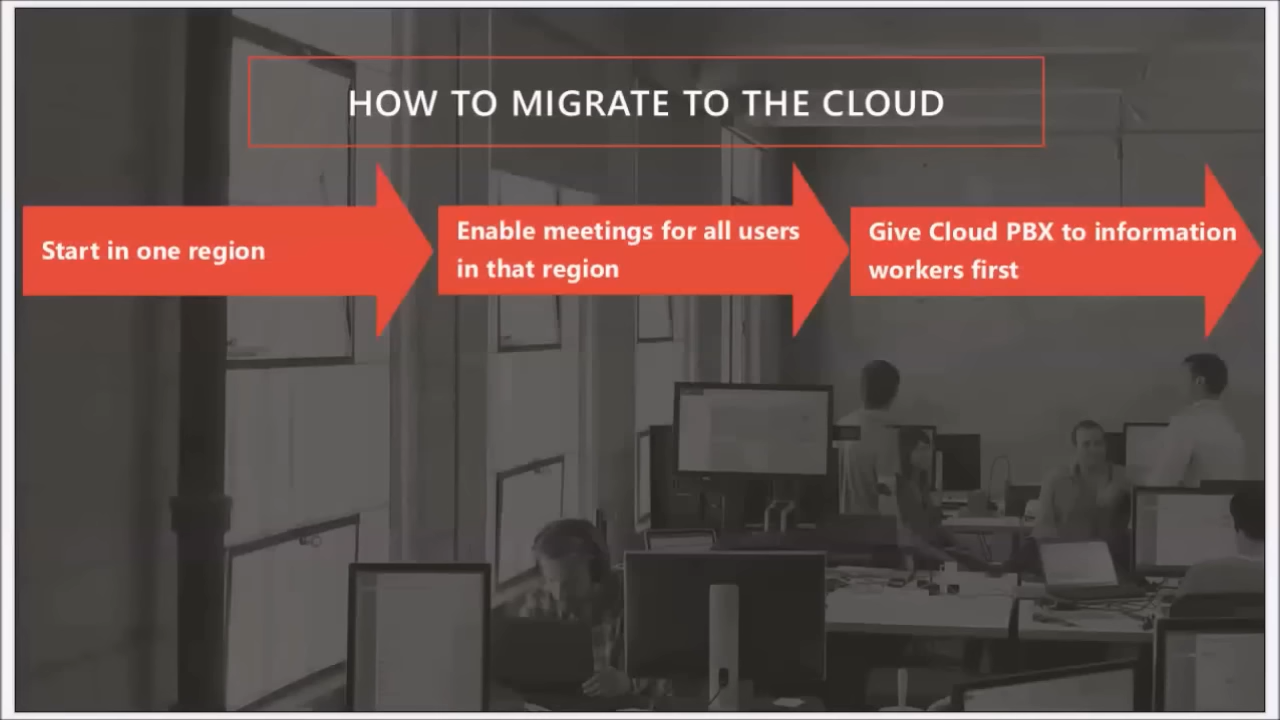 HOW TO MIGRATE TO THE CLOUD
Start in one region
Enable meetings for all users
in that region
Give Cloud PBX to information
workers first